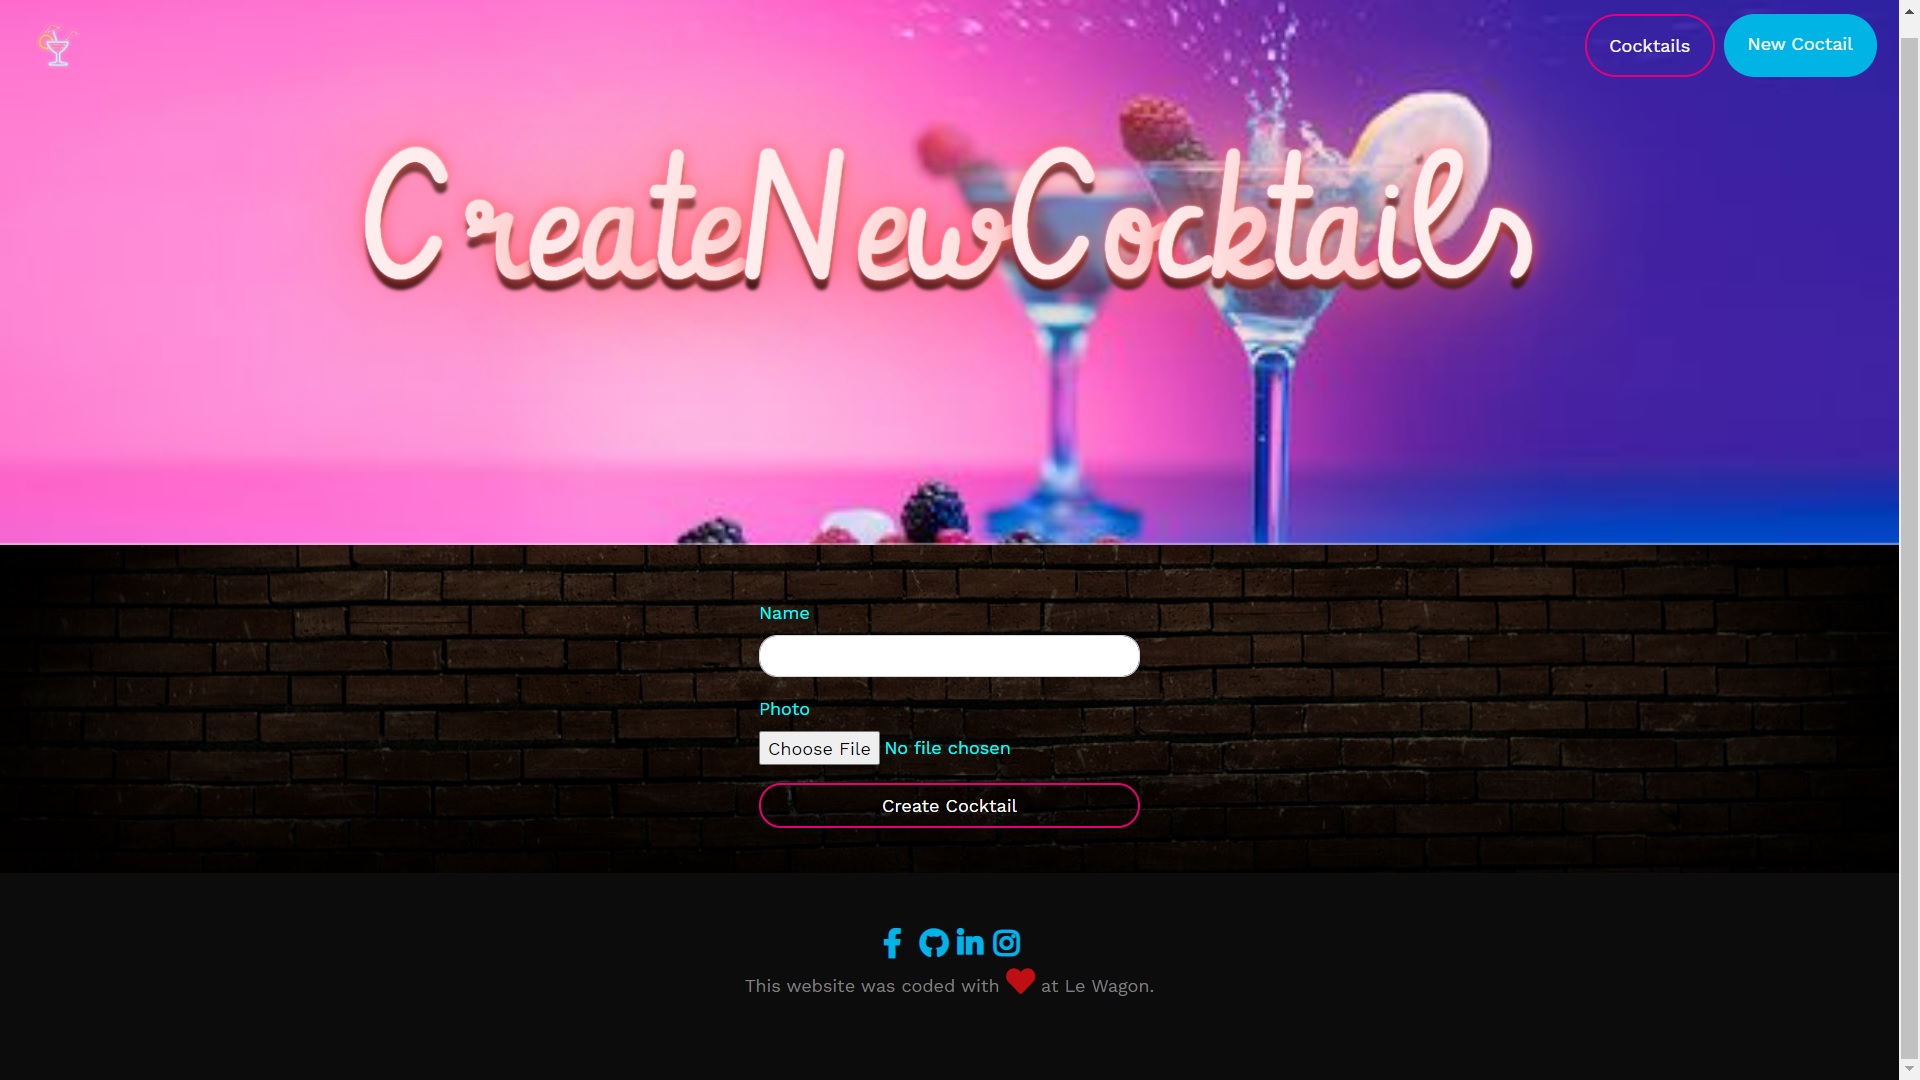 Cocktails
New Coctail
CreateNewCocktails
Name
Photo
Choose File No file chosen
Create Cocktail
This website was coded with at Le Wagon.